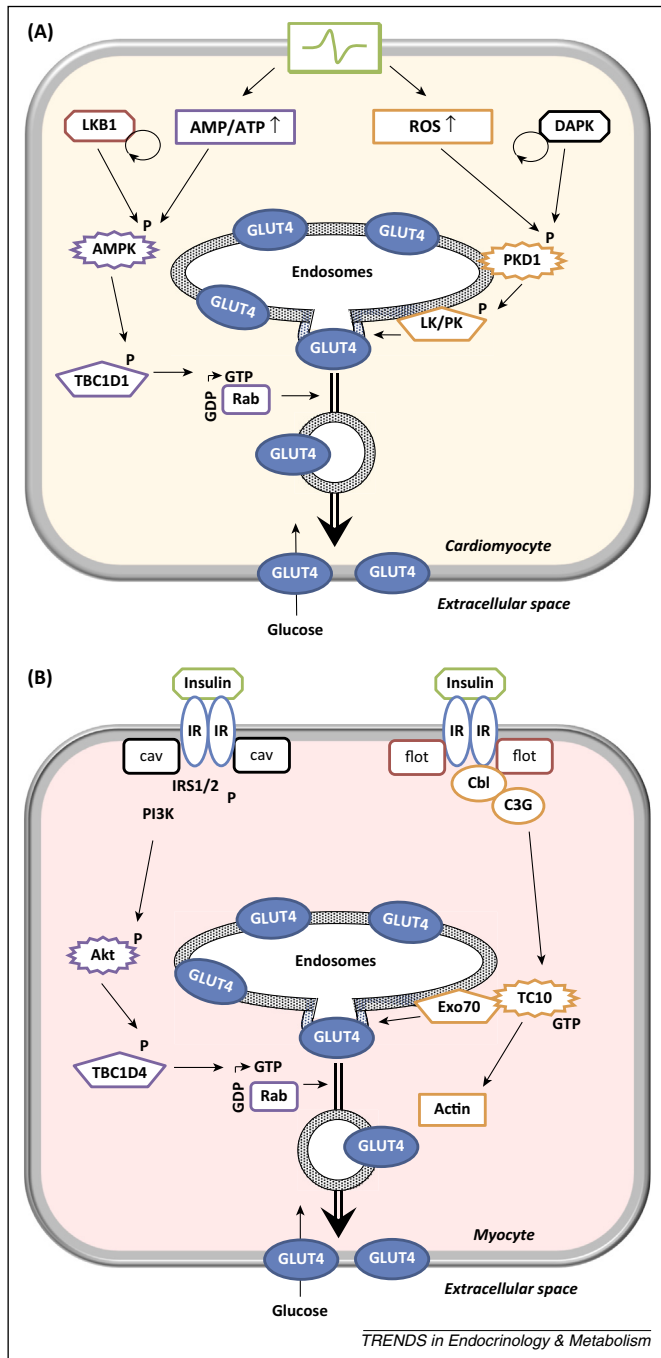 (A)
LKB1
AMP/ATP ↑
ROS ↑
DAPK
P
AMPK
P
PKD1
GLUT4
GLUT4
Endosomes
GLUT4
P
LK/PK
GLUT4
P
TBC1D1
GTP
GDP
Rab
GLUT4
Cardiomyocyte
GLUT4
GLUT4
Extracellular space
Glucose
(B)
Insulin
Insulin
IR
IR
IR
IR
cav
cav
flot
flot
IRS1/2
P
Cbl
C3G
PI3K
P
Akt
GLUT4
GLUT4
Endosomes
GLUT4
Exo70
TC10
GTP
GLUT4
P
TBC1D4
GTP
GDP
Rab
Actin
GLUT4
Myocyte
GLUT4
GLUT4
Extracellular space
Glucose
TRENDS in Endocrinology & Metabolism